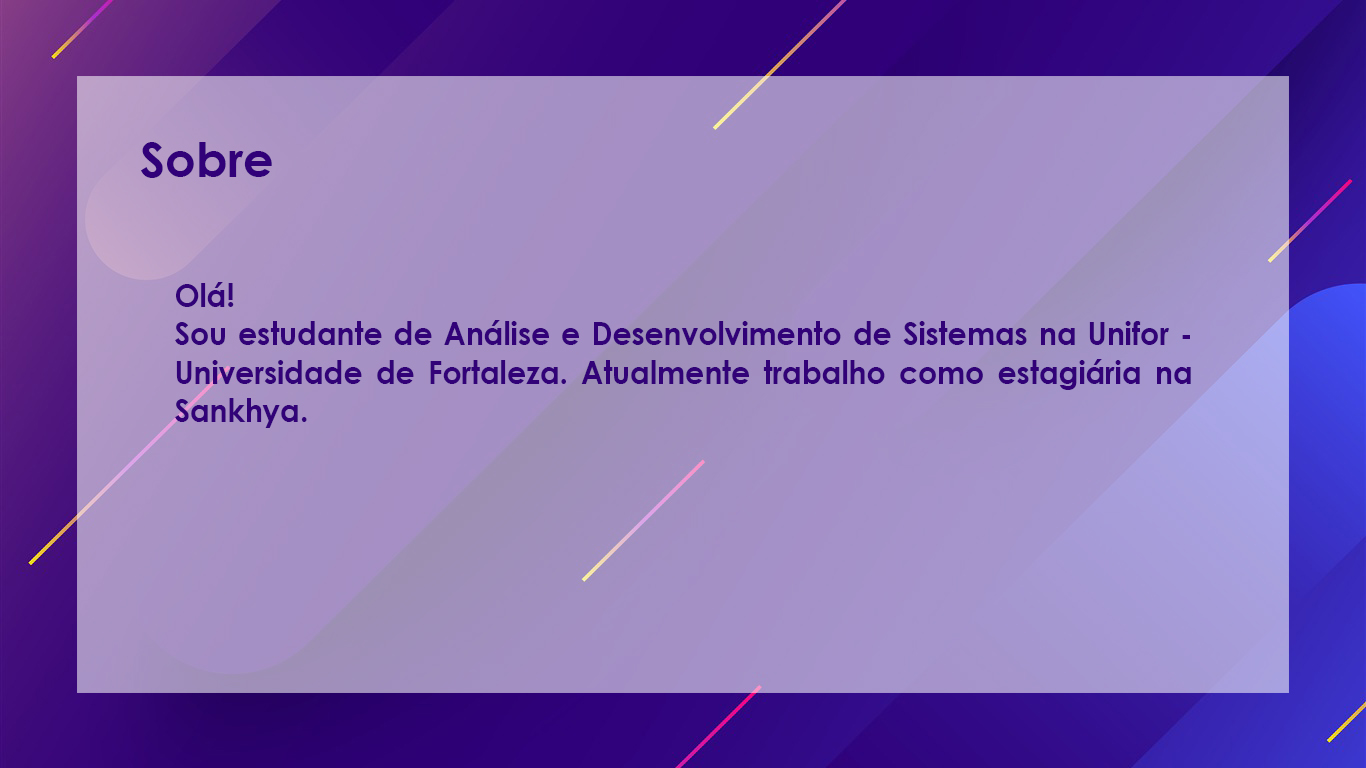 Sobre
Olá!
Sou estudante de Análise e Desenvolvimento de Sistemas na Unifor -
Universidade de Fortaleza. Atualmente trabalho como estagiária na
Sankhya.